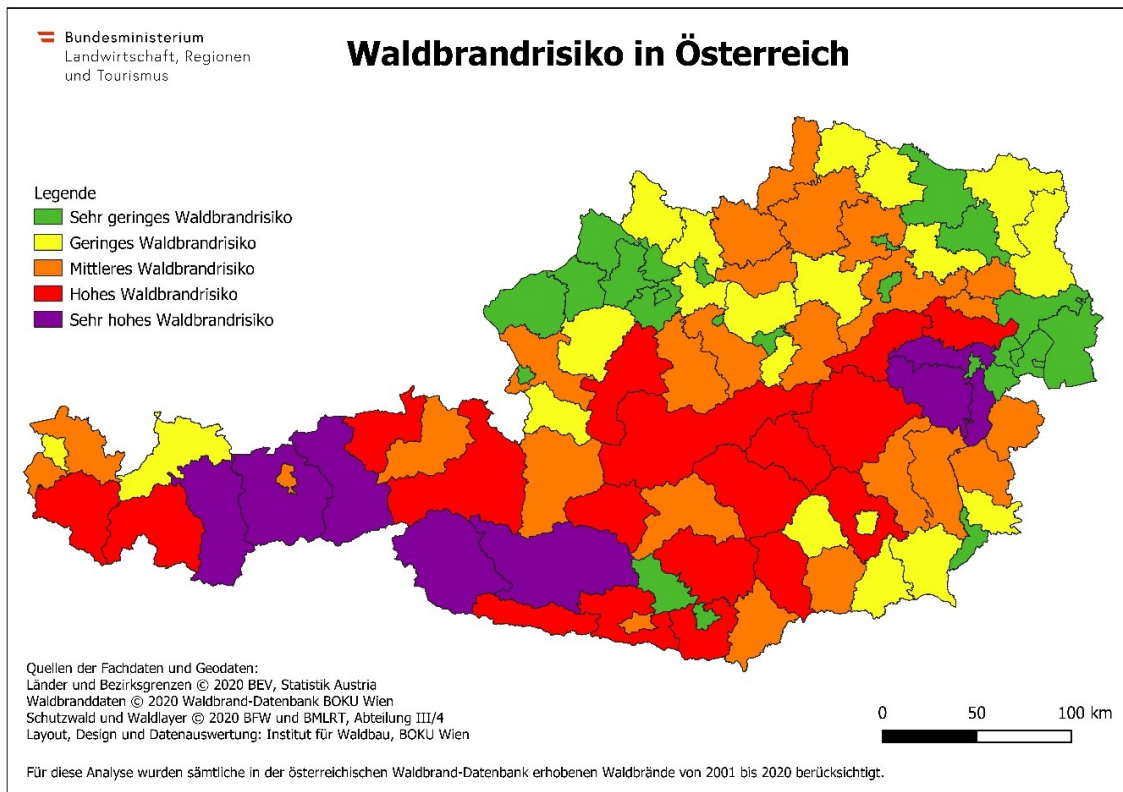 Bundesministerium
Landwirtschaft, Regionen
und Tourismus
Waldbrandrisiko in Österreich
Legende
Sehr geringes Waldbrandrisiko
Geringes Waldbrandrisiko
Mittleres Waldbrandrisiko
Hohes Waldbrandrisiko
Sehr hohes Waldbrandrisiko
Quellen der Fachdaten und Geodaten:
Länder und Bezirksgrenzen © 2020 BEV, Statistik Austria
Waldbranddaten © 2020 Waldbrand-Datenbank BOKU Wien
Schutzwald und Waldlayer © 2020 BFW und BMLRT, Abteilung III/4
Layout, Design und Datenauswertung: Institut für Waldbau, BOKU Wien
0 50 100 km
Für diese Analyse wurden sämtliche in der österreichischen Waldbrand-Datenbank erhobenen Waldbrände von 2001 bis 2020 berücksichtigt.